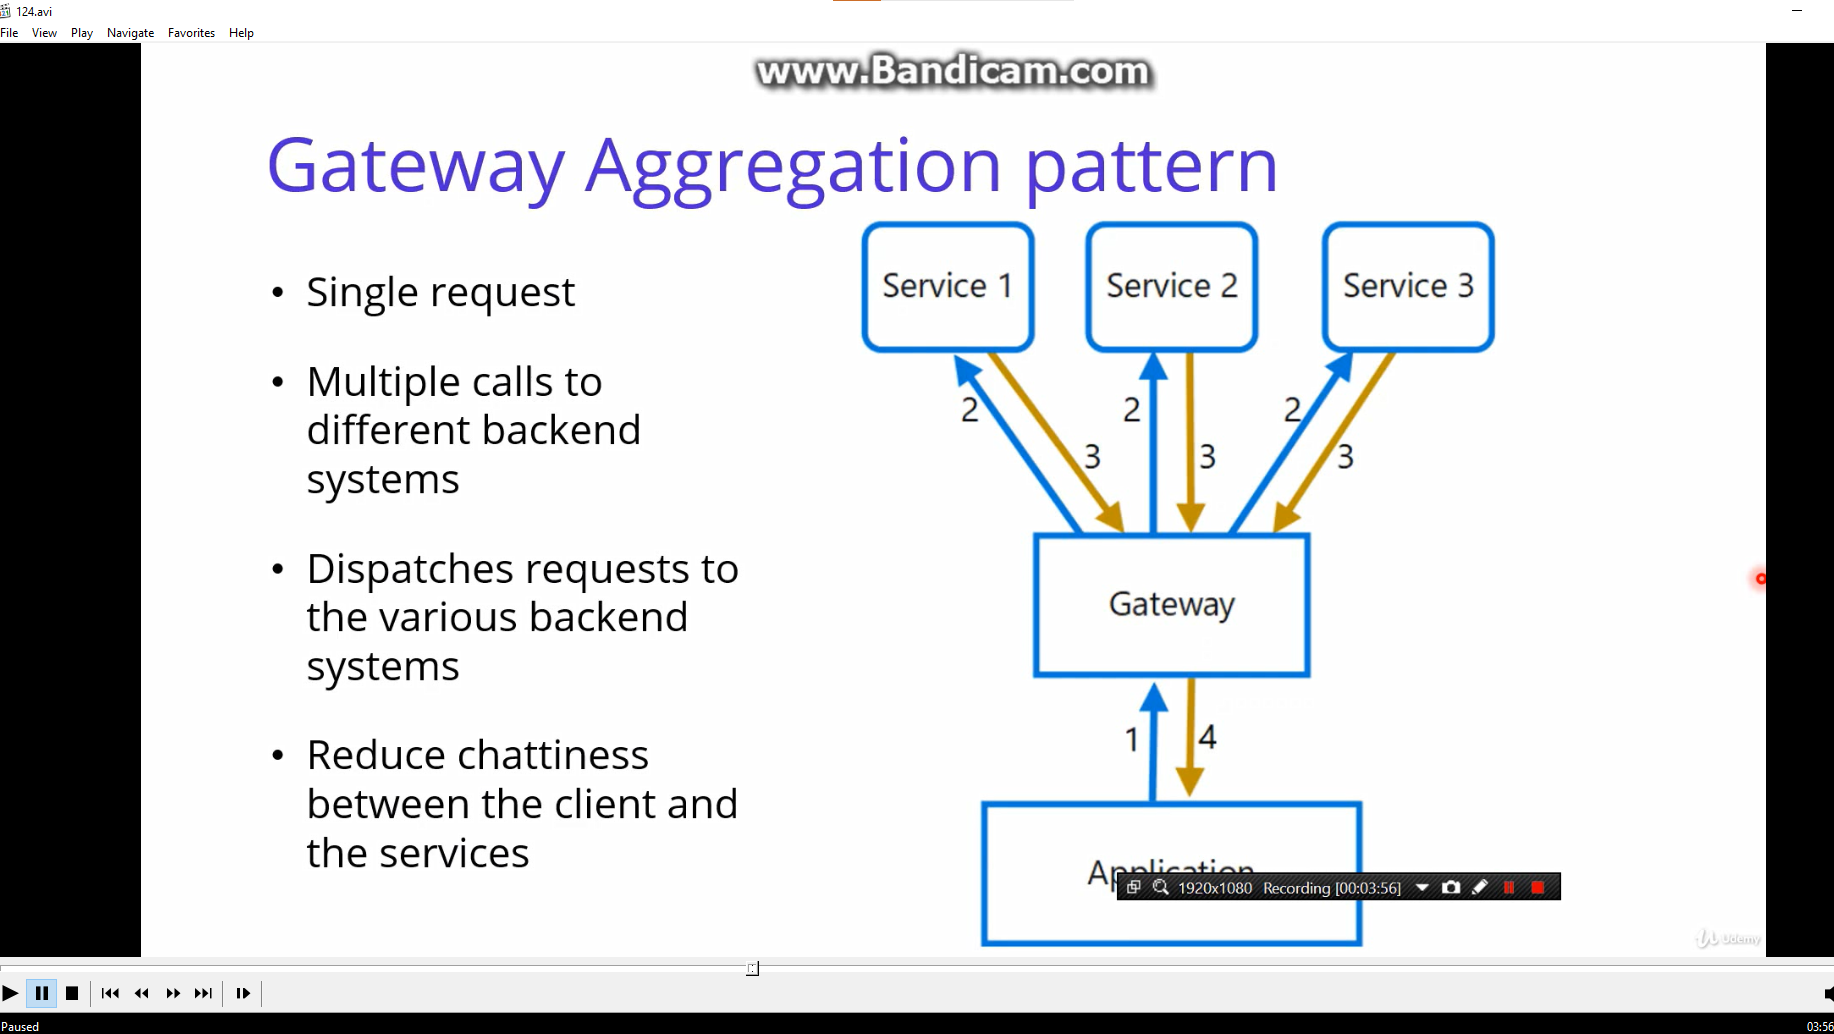 124.avi
File View Play Navigate Favorites Help
www.Bandicam.com
Gateway Aggregation pattern
• Single request
• Multiple calls to
different backend
systems
• Dispatches requests to
the various backend
systems
• Reduce chattiness
between the client and
the services
Service 1 Service 2 Service 3
2 2 2
3 3 3
Gateway
1 4
Application
1920x1080 Recording [00:03:56]
Udemy
Paused 03:56